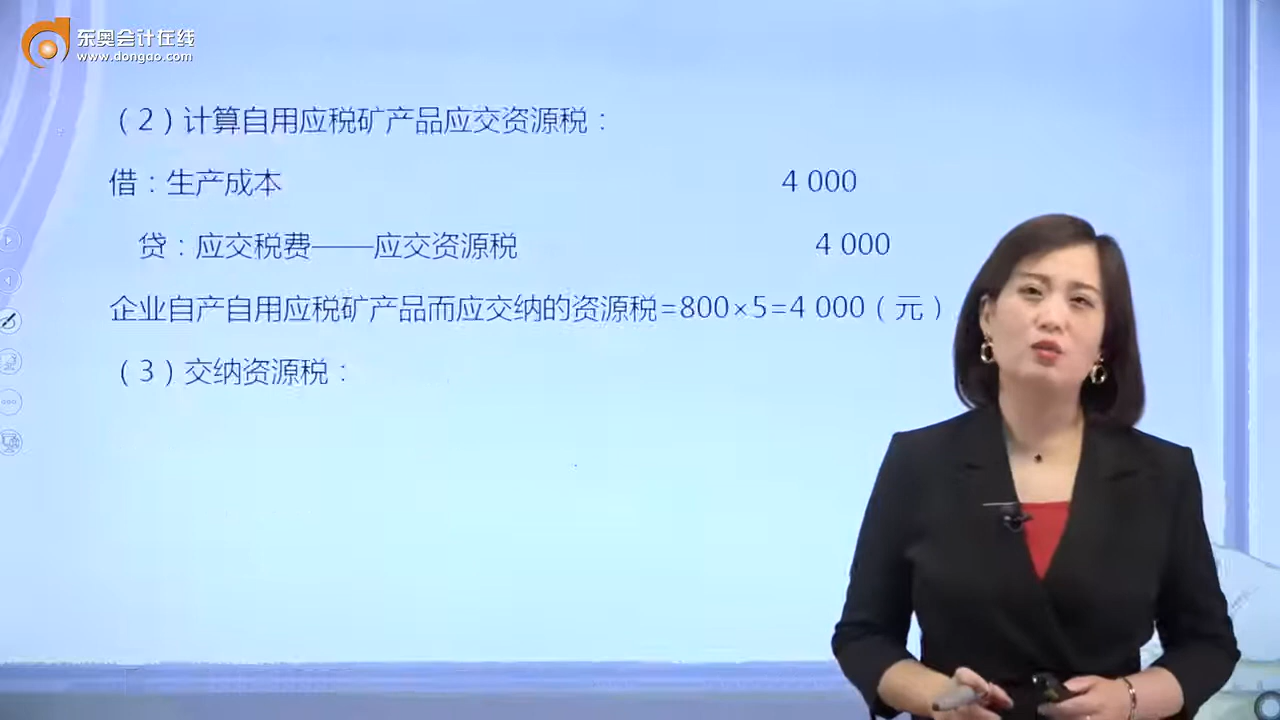 东奥会计在线
www.dongao.com
（2）计算自用应税矿产品应交资源税：
借：生产成本 4 000
贷：应交税费——应交资源税 4 000
企业自产自用应税矿产品而应交纳的资源税=800×5=4 000（元）
（3）交纳资源税：